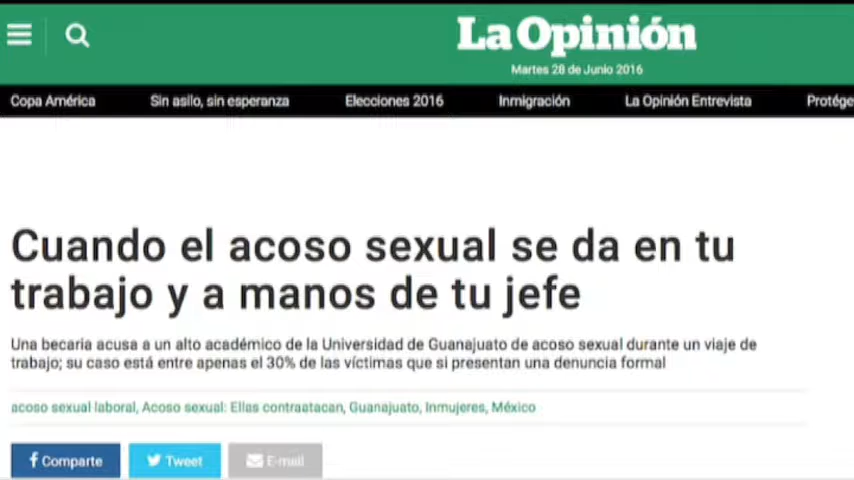 La Opinión
Martes 28 de Junio 2016
Copa América Sin asilo, sin esperanza Elecciones 2016 Inmigración La Opinión Entrevista Protége
Cuando el acoso sexual se da en tu
trabajo y a manos de tu jefe
Una becaria acusa a un alto académico de la Universidad de Guanajuato de acoso sexual durante un viaje de
trabajo; su caso está entre apenas el 30% de las víctimas que si presentan una denuncia formal
acoso sexual laboral, Acoso sexual: Ellas contraatacan, Guanajuato, Inmujeres, México
Comparte Tweet E-mail